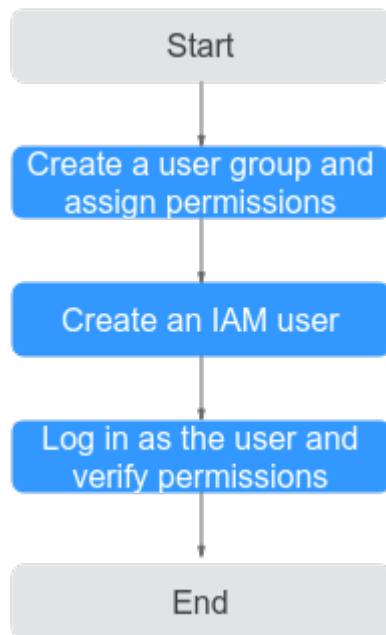 Start
Create a user group and
assign permissions
Create an IAM user
Log in as the user and
verify permissions
End